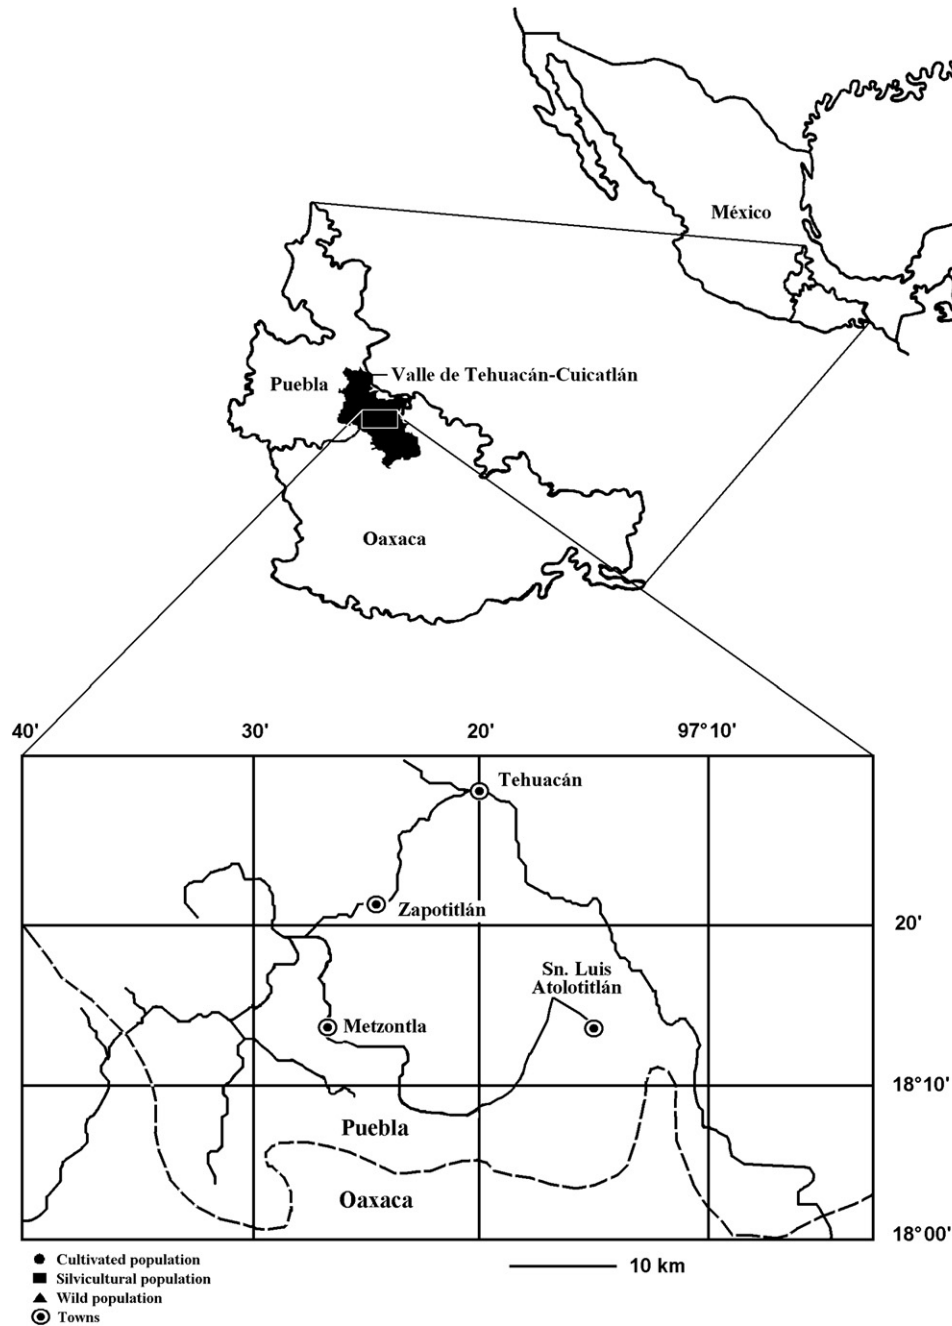 México
Valle de Tehuacán-Cuicatlán
Puebla
Oaxaca
40'
30'
20'
97°10'
Tehuacán
Zapotitlán
20'
Sn. Luis
Atolotitlán
Metzontla
18°10'
Puebla
Oaxaca
18°00'
Cultivated population
Silvicultural population
Wild population
Towns
10 km